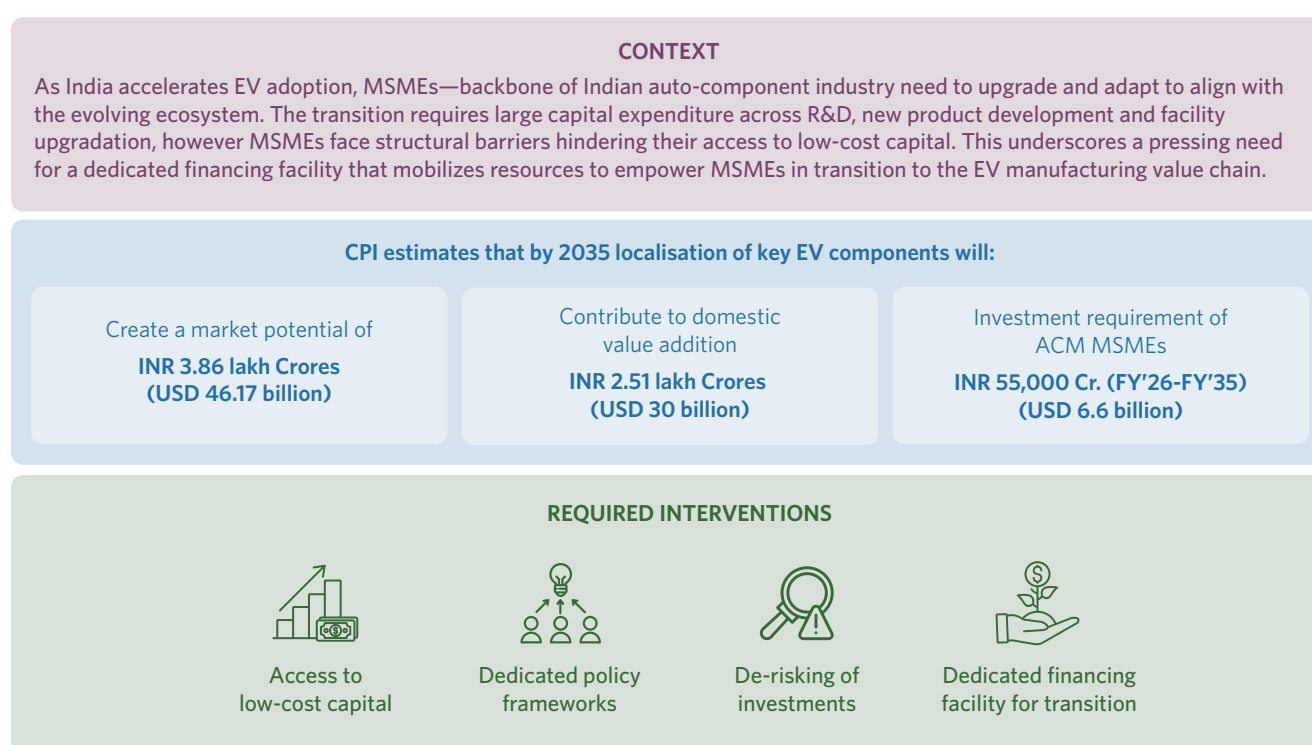 CONTEXT
As India accelerates EV adoption, MSMEs—backbone of Indian auto-component industry need to upgrade and adapt to align with
the evolving ecosystem. The transition requires large capital expenditure across R&D, new product development and facility
upgradation, however MSMEs face structural barriers hindering their access to low-cost capital. This underscores a pressing need
for a dedicated financing facility that mobilizes resources to empower MSMEs in transition to the EV manufacturing value chain.
CPI estimates that by 2035 localisation of key EV components will:
Create a market potential of
INR 3.86 lakh Crores
(USD 46.17 billion)
Contribute to domestic
value addition
INR 2.51 lakh Crores
(USD 30 billion)
Investment requirement of
ACM MSMEs
INR 55,000 Cr. (FY'26-FY'35)
(USD 6.6 billion)
REQUIRED INTERVENTIONS
Access to
low-cost capital
Dedicated policy
frameworks
De-risking of
investments
Dedicated financing
facility for transition